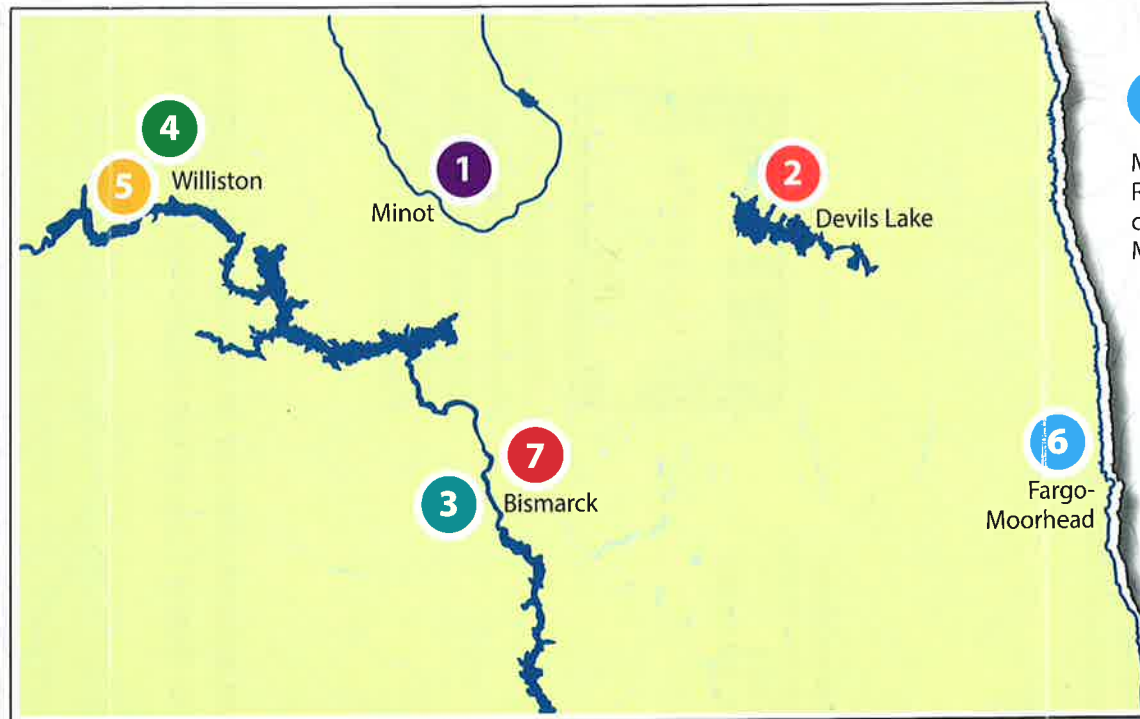 4
5
Williston
1
Minot
2
Devils Lake
7
3
Bismarck
6
Fargo-
Moorhead